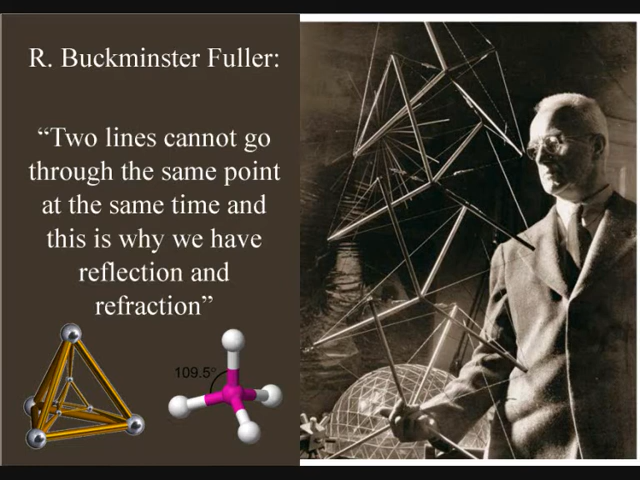 R. Buckminster Fuller:
“Two lines cannot go
through the same point
at the same time and
this is why we have
reflection and
refraction”
109.5°